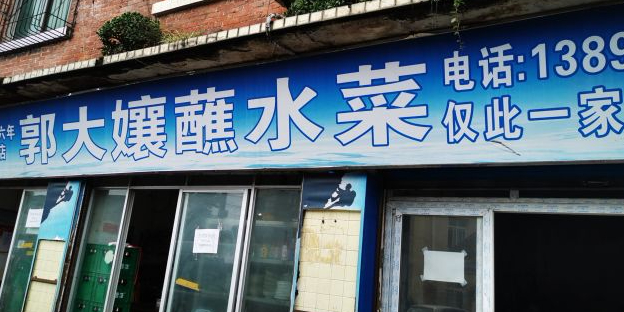 六年
店
郭大孃蘸水菜
电话:1389
仅此一家